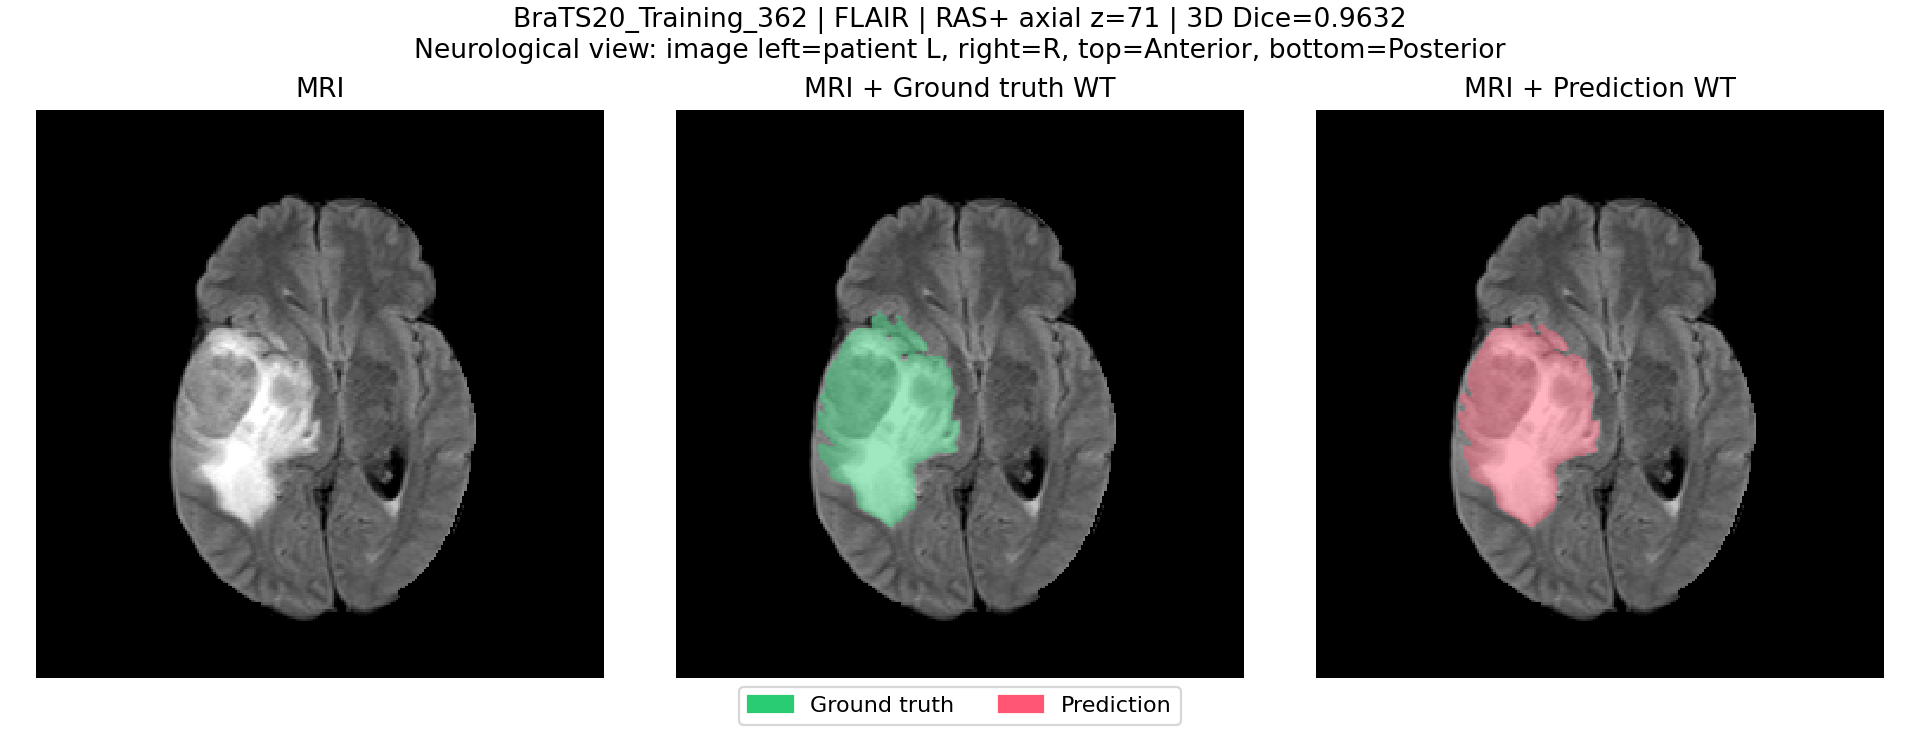 BraTS20_Training_362 | FLAIR | RAS+ axial z=71 | 3D Dice=0.9632
Neurological view: image left=patient L, right=R, top=Anterior, bottom=Posterior
MRI
MRI + Ground truth WT
MRI + Prediction WT
Ground truth
Prediction